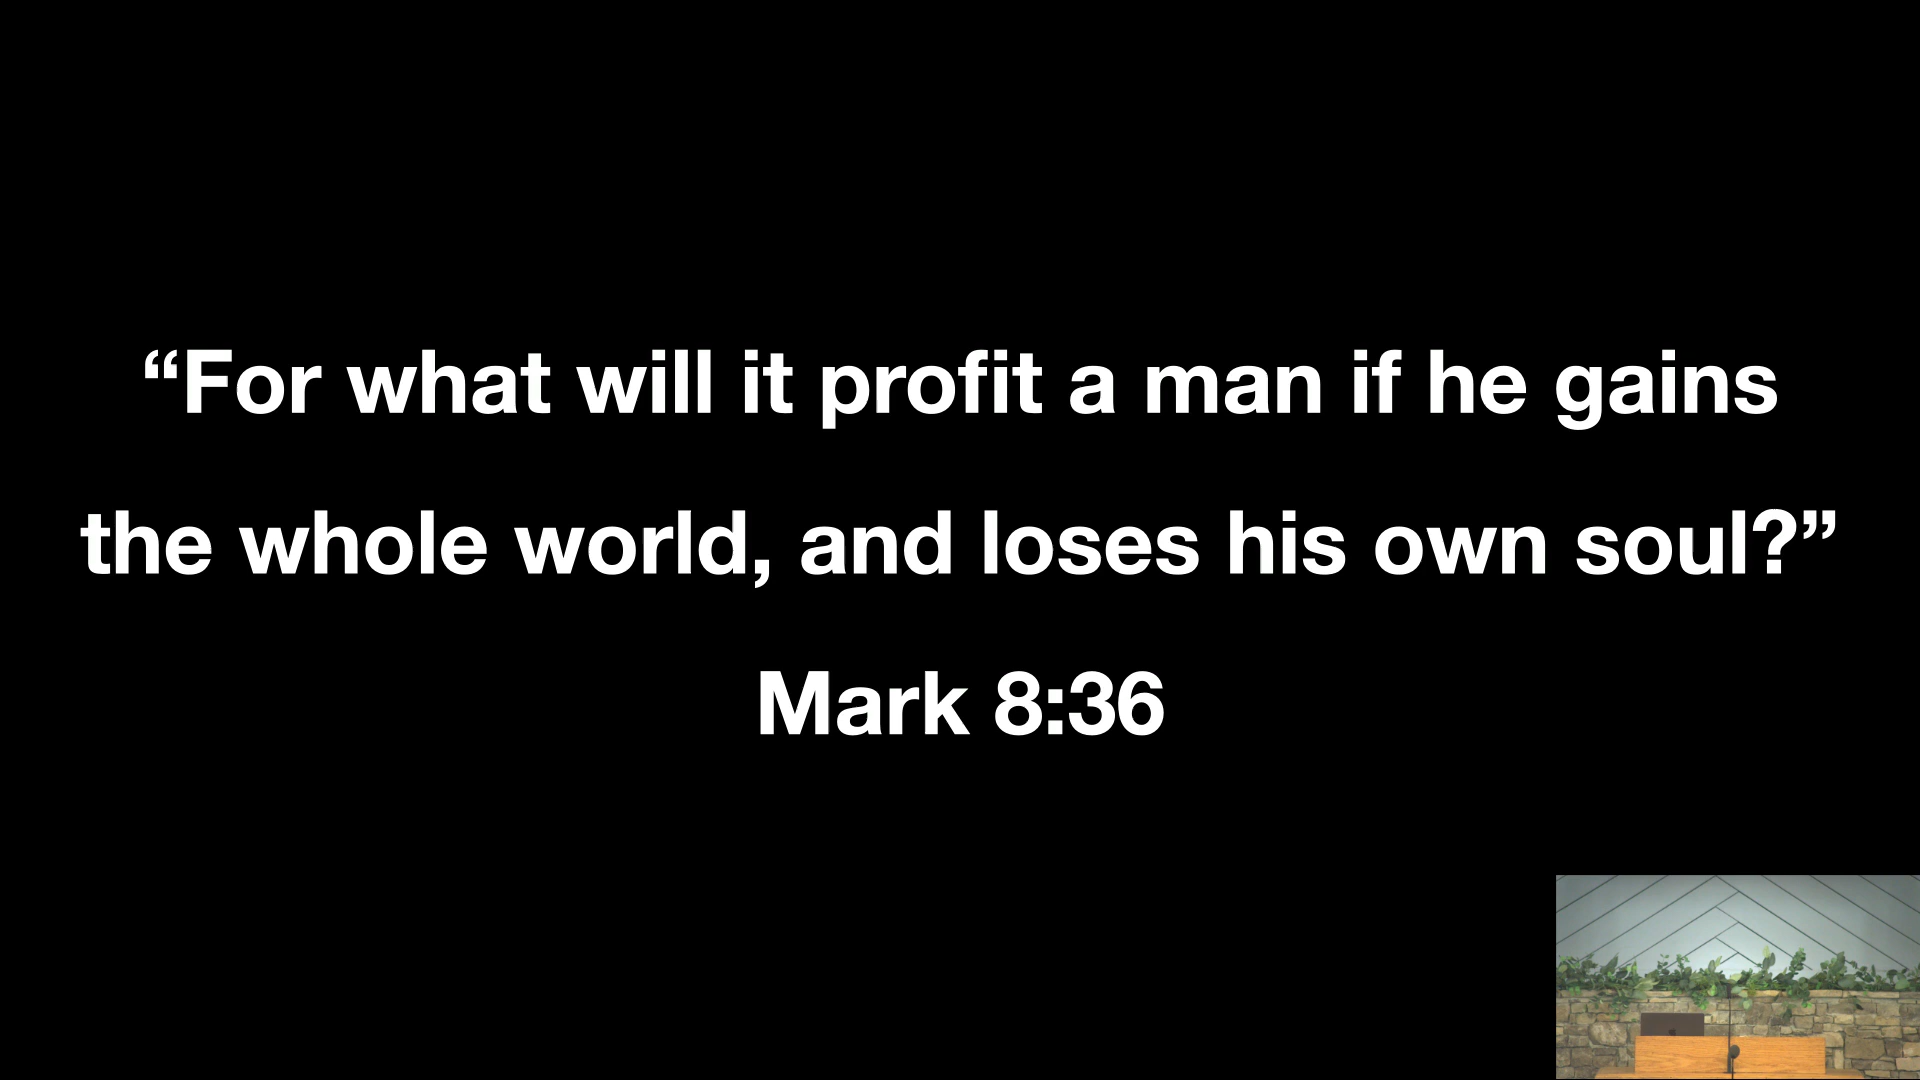 “For what will it profit a man if he gains
the whole world, and loses his own soul?”
Mark 8:36